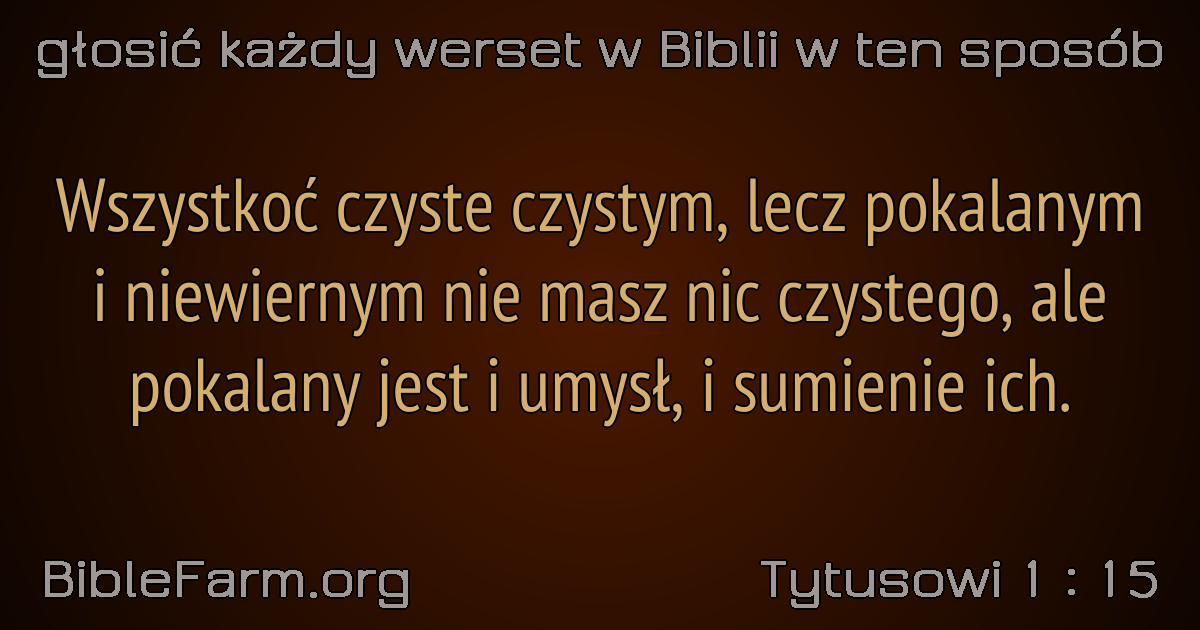 głosić każdy werset w Biblii w ten sposób
Wszystkoć czyste czystym, lecz pokalanym
i niewiernym nie masz nic czystego, ale
pokalany jest i umysł, i sumienie ich.
BibleFarm.org
Tytusowi 1 : 15